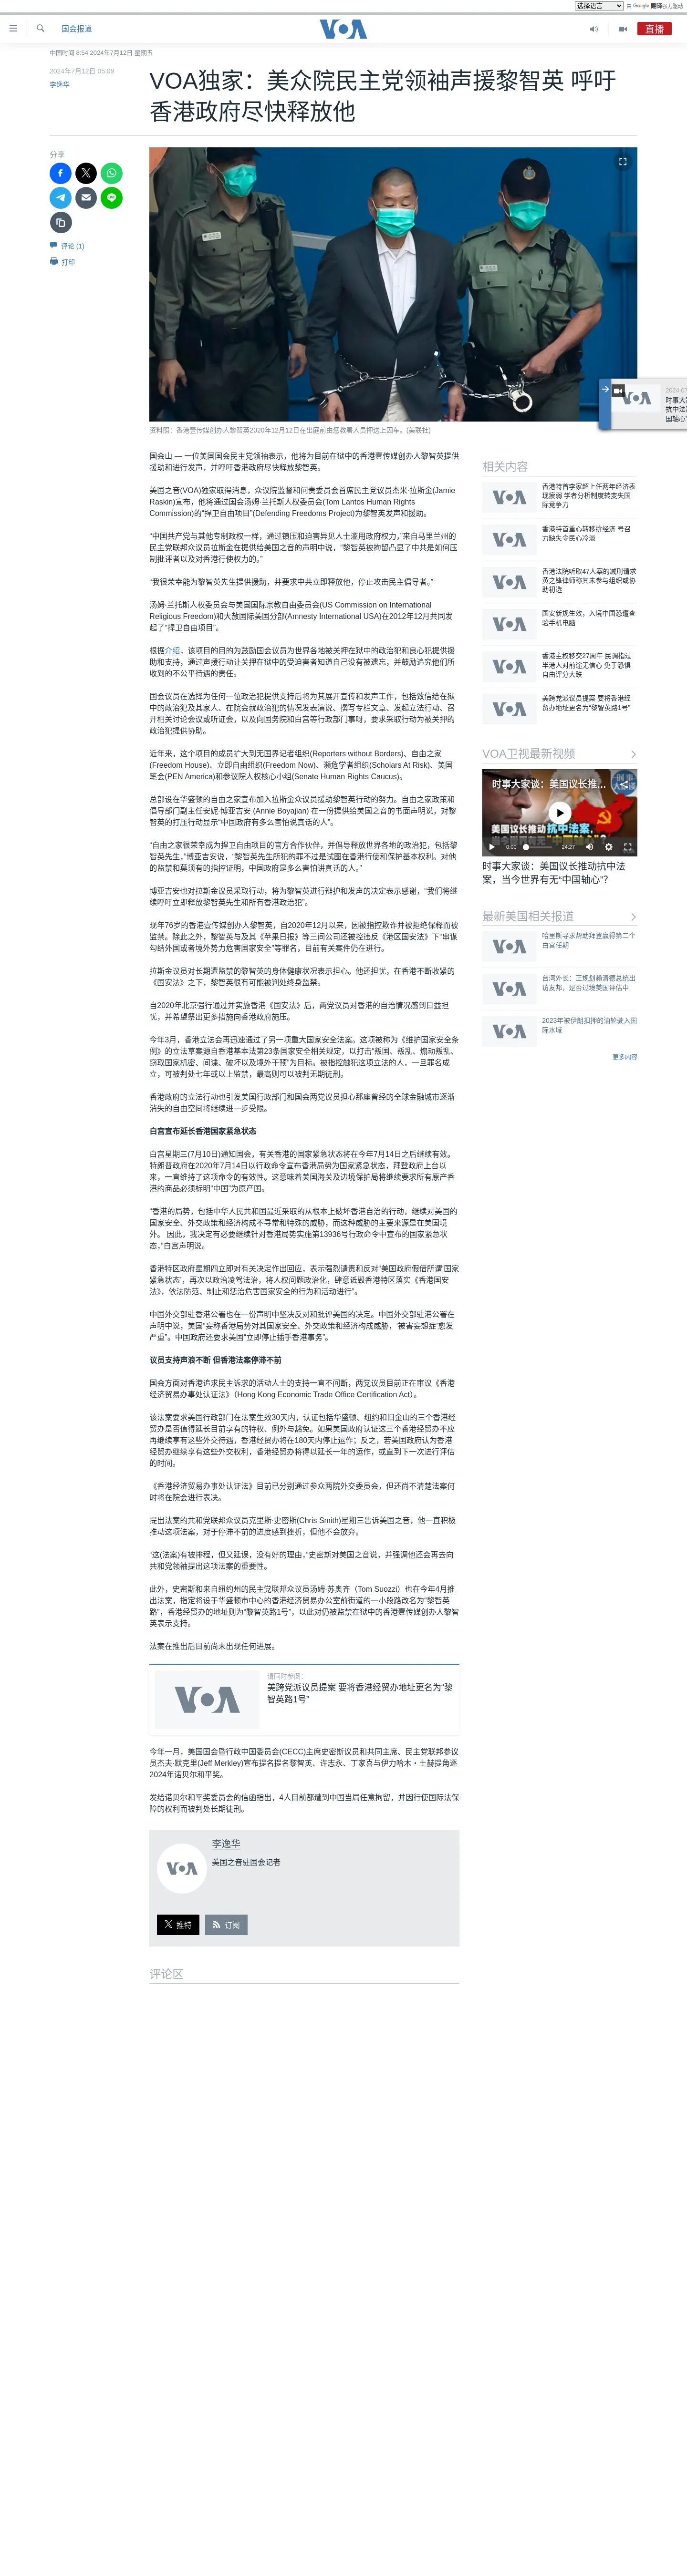 选择语言
由 Google 翻译强力驱动
国会报道
VOA
直播
中国时间 6:54 2024年7月12日 星期五
2024年7月12日 05:09
李逸华
VOA独家：美众院民主党领袖声援黎智英 呼吁
香港政府尽快释放他
分享
评论 (1)
打印
资料照：香港壹传媒创办人黎智英2020年12月12日在出庭前由惩教署人员押送上囚车。(美联社)
国会山 — 一位美国国会民主党领袖表示，他将为目前在狱中的香港壹传媒创办人黎智英提供
援助和进行发声，并呼吁香港政府尽快释放黎智英。
美国之音(VOA)独家取得消息，众议院监督和问责委员会首席民主党议员杰米·拉斯金(Jamie
Raskin)宣布，他将通过国会汤姆·兰托斯人权委员会(Tom Lantos Human Rights
Commission)的“捍卫自由项目”(Defending Freedoms Project)为黎智英发声和援助。
“中国共产党与其他专制政权一样，通过镇压和迫害异见人士滥用政府权力，”来自马里兰州的
民主党联邦众议员拉斯金在提供给美国之音的声明中说，“黎智英被拘留凸显了中共是如何压
制批评者以及对香港行使权力的。”
“我很荣幸能为黎智英先生提供援助，并要求中共立即释放他，停止攻击民主倡导者。”
汤姆·兰托斯人权委员会与美国国际宗教自由委员会(US Commission on International
Religious Freedom)和大赦国际美国分部(Amnesty International USA)在2012年12月共同发
起了“捍卫自由项目”。
根据介绍，该项目的目的为鼓励国会议员为世界各地被关押在狱中的政治犯和良心犯提供援
助和支持，通过声援行动让关押在狱中的受迫害者知道自己没有被遗忘，并鼓励追究他们所
收到的不公平待遇的责任。
国会议员在选择为任何一位政治犯提供支持后将为其展开宣传和发声工作，包括致信给在狱
中的政治犯及其家人、在院会就政治犯的情况发表演说、撰写专栏文章、发起立法行动、召
开相关讨论会议或听证会，以及向国务院和白宫等行政部门事呀，要求采取行动为被关押的
政治犯提供协助。
近年来，这个项目的成员扩大到无国界记者组织(Reporters without Borders)、自由之家
(Freedom House)、立即自由组织(Freedom Now)、濒危学者组织(Scholars At Risk)、美国
笔会(PEN America)和参议院人权核心小组(Senate Human Rights Caucus)。
总部设在华盛顿的自由之家宣布加入拉斯金众议员援助黎智英行动的努力。自由之家政策和
倡导部门副主任安妮·博亚吉安 (Annie Boyajian) 在一份提供给美国之音的书面声明说，对黎
智英的打压行动显示“中国政府有多么害怕说真话的人”。
“自由之家很荣幸成为捍卫自由项目的官方合作伙伴，并倡导释放世界各地的政治犯，包括黎
智英先生，”博亚吉安说，“黎智英先生所犯的罪不过是试图在香港行使和保护基本权利。对他
的监禁和莫须有的指控证明，中国政府是多么害怕讲真话的人。”
博亚吉安也对拉斯金议员采取行动，将为黎智英进行辩护和发声的决定表示感谢，“我们将继
续呼吁立即释放黎智英先生和所有香港政治犯”。
现年76岁的香港壹传媒创办人黎智英，自2020年12月以来，因被指控欺诈并被拒绝保释而被
监禁。除此之外，黎智英与及其《苹果日报》等三间公司还被控违反《港区国安法》下“串谋
勾结外国或者境外势力危害国家安全”等罪名，目前有关案件仍在进行。
拉斯金议员对长期遭监禁的黎智英的身体健康状况表示担心。他还担忧，在香港不断收紧的
《国安法》之下，黎智英很有可能被判处终身监禁。
自2020年北京强行通过并实施香港《国安法》后，两党议员对香港的自治情况感到日益担
忧，并希望祭出更多措施向香港政府施压。
今年3月，香港立法会再迅速通过了另一项重大国家安全法案。这项被称为《维护国家安全条
例》的立法草案源自香港基本法第23条国家安全相关规定，以打击“叛国、叛乱、煽动叛乱、
窃取国家机密、间谍、破坏以及境外干预”为目标。被指控触犯这项立法的人，一旦罪名成
立，可被判处七年或以上监禁，最高则可以被判无期徒刑。
香港政府的立法行动也引发美国行政部门和国会两党议员担心那座曾经的全球金融城市逐渐
消失的自由空间将继续进一步受限。
白宫宣布延长香港国家紧急状态
白宫星期三(7月10日)通知国会，有关香港的国家紧急状态将在今年7月14日之后继续有效。
特朗普政府在2020年7月14日以行政命令宣布香港局势为国家紧急状态，拜登政府上台以
来，一直维持了这项命令的有效性。这意味着美国海关及边境保护局将继续要求所有原产香
港的商品必须标明“中国”为原产国。
“香港的局势，包括中华人民共和国最近采取的从根本上破坏香港自治的行动，继续对美国的
国家安全、外交政策和经济构成不寻常和特殊的威胁，而这种威胁的主要来源是在美国境
外。 因此，我决定有必要继续针对香港局势实施第13936号行政命令中宣布的国家紧急状
态，”白宫声明说。
香港特区政府星期四立即对有关决定作出回应，表示强烈谴责和反对“美国政府假借所谓‘国家
紧急状态’，再次以政治凌驾法治，将人权问题政治化，肆意诋毁香港特区落实《香港国安
法》，依法防范、制止和惩治危害国家安全的行为和活动进行”。
中国外交部驻香港公署也在一份声明中坚决反对和批评美国的决定。中国外交部驻港公署在
声明中说，美国“妄称香港局势对其国家安全、外交政策和经济构成威胁，‘被害妄想症’愈发
严重”。中国政府还要求美国“立即停止插手香港事务”。
议员支持声浪不断 但香港法案停滞不前
国会方面对香港追求民主诉求的活动人士的支持一直不间断，两党议员目前正在审议《香港
经济贸易办事处认证法》（Hong Kong Economic Trade Office Certification Act）。
该法案要求美国行政部门在法案生效30天内，认证包括华盛顿、纽约和旧金山的三个香港经
贸办是否值得延长目前享有的特权、例外与豁免。如果美国政府认证这三个香港经贸办不应
再继续享有这些外交待遇，香港经贸办将在180天内停止运作；反之，若美国政府认为香港
经贸办继续享有这些外交权利，香港经贸办将得以延长一年的运作，或直到下一次进行评估
的时间。
《香港经济贸易办事处认证法》目前已分别通过参众两院外交委员会，但还尚不清楚法案何
时将在院会进行表决。
提出法案的共和党联邦众议员克里斯·史密斯(Chris Smith)星期三告诉美国之音，他一直积极
推动这项法案，对于停滞不前的进度感到挫折，但他不会放弃。
“这(法案)有被排程，但又延误，没有好的理由，”史密斯对美国之音说，并强调他还会再去向
共和党领袖提出这项法案的重要性。
此外，史密斯和来自纽约州的民主党联邦众议员汤姆·苏奥齐（Tom Suozzi）也在今年4月推
出法案，指定将设于华盛顿市中心的香港经济贸易办公室前街道的一小段路改名为“黎智英
路”，香港经贸办的地址则为“黎智英路1号”，以此对仍被监禁在狱中的香港壹传媒创办人黎智
英表示支持。
法案在推出后目前尚未出现任何进展。
VOA
请同时参阅:
美跨党派议员提案 要将香港经贸办地址更名为“黎
智英路1号”
今年一月，美国国会暨行政中国委员会(CECC)主席史密斯议员和共同主席、民主党联邦参议
员杰夫·默克里(Jeff Merkley)宣布提名提名黎智英、许志永、丁家喜与伊力哈木・土赫提角逐
2024年诺贝尔和平奖。
发给诺贝尔和平奖委员会的信函指出，4人目前都遭到中国当局任意拘留，并因行使国际法保
障的权利而被判处长期徒刑。
VOA
李逸华
美国之音驻国会记者
推特
订阅
评论区
VOA
2024.0
时事大
抗中法
国轴心
相关内容
VOA
香港特首李家超上任两年经济表
现疲弱 学者分析制度转变失国
际竞争力
VOA
香港特首重心转移拼经济 号召
力缺失令民心冷淡
VOA
香港法院听取47人案的减刑请求
黄之锋律师称其未参与组织或协
助初选
VOA
国安新规生效，入境中国恐遭查
验手机电脑
VOA
香港主权移交27周年 民调指过
半港人对前途无信心 免于恐惧
自由评分大跌
VOA
美跨党派议员提案 要将香港经
贸办地址更名为“黎智英路1号”
VOA卫视最新视频
时事大家谈：美国议长推...
美国议长推动抗中法案,
当今世界有无“中国轴心”?
0:00
24:27
时事大家谈：美国议长推动抗中法
案，当今世界有无“中国轴心”？
最新美国相关报道
VOA
哈里斯寻求帮助拜登赢得第二个
白宫任期
VOA
台湾外长：正规划赖清德总统出
访友邦，是否过境美国评估中
VOA
2023年被伊朗扣押的油轮驶入国
际水域
更多内容